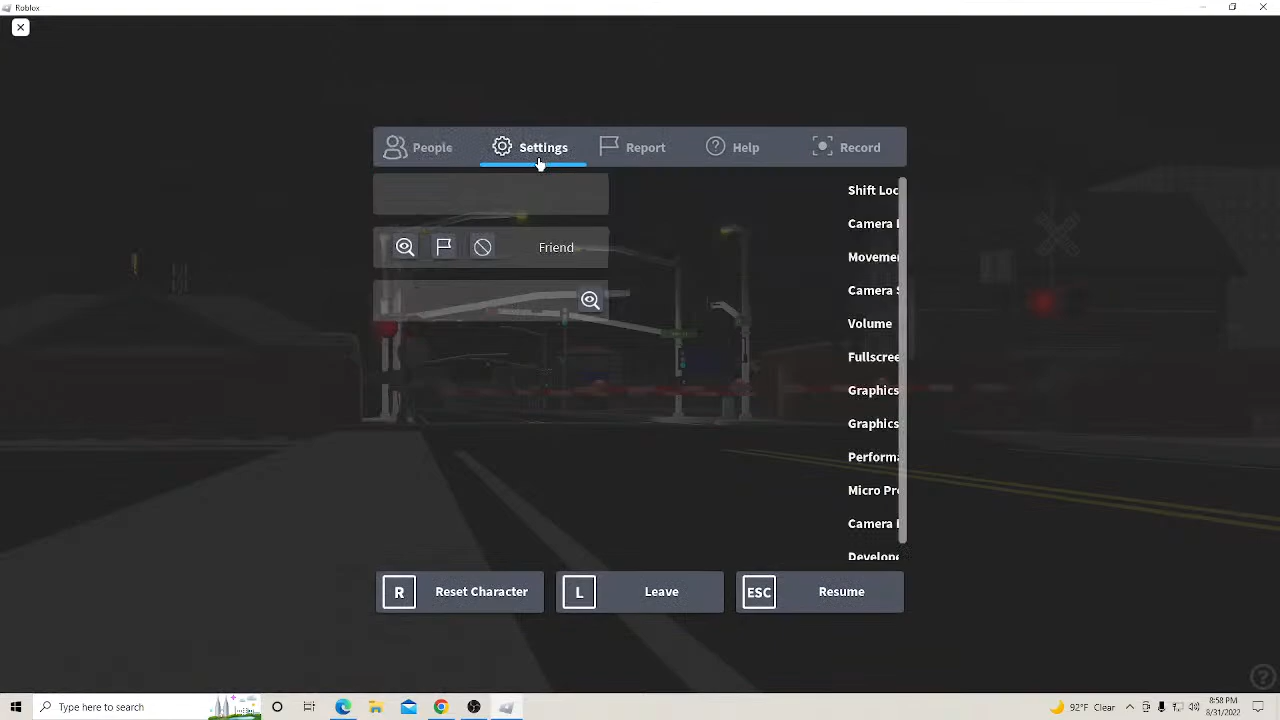 Roblox
People
Settings
Report
Help
Record
Friend
Shift Loc
Camera
Moveme
Camera
Volume
Fullscree
Graphics
Graphics
Performa
Micro Pr
Camera
Develope
R
Reset Character
L
Leave
ESC
Resume
Type here to search
92°F Clear
8:58 PM
8/31/2022